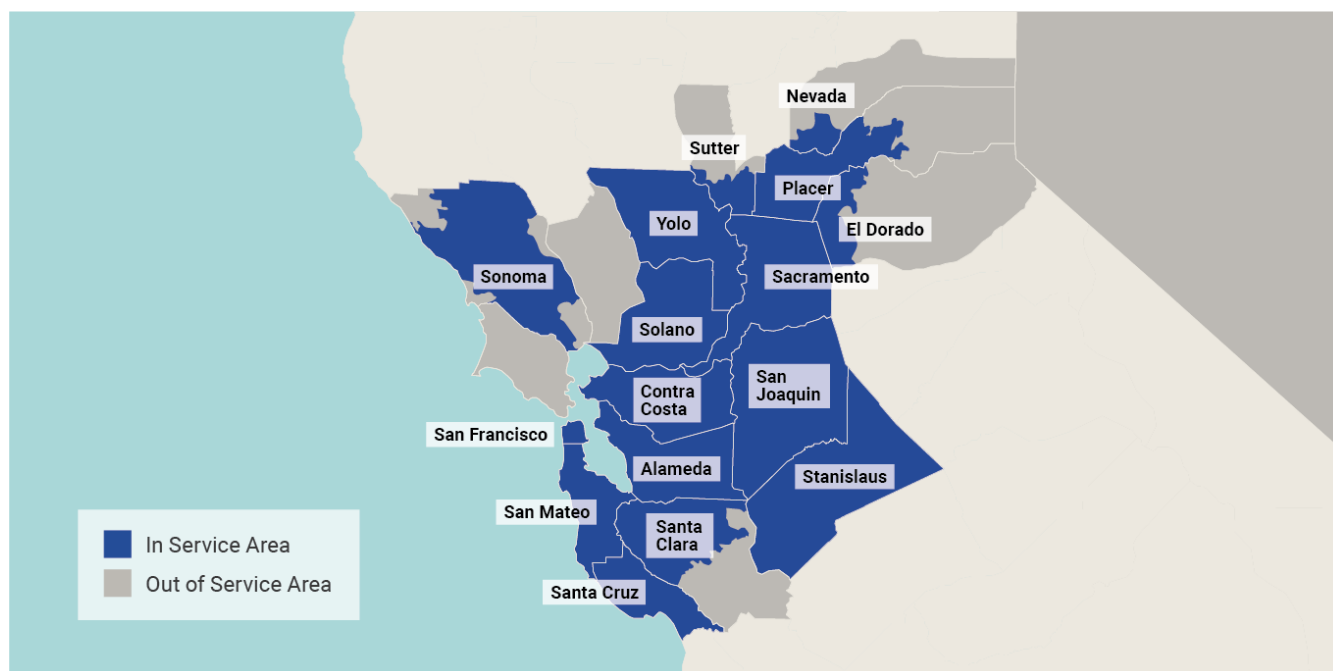 Nevada
Sutter
Placer
Yolo
El Dorado
Sonoma
Sacramento
Solano
San
Joaquin
Contra
Costa
San Francisco
Alameda
Stanislaus
San Mateo
Santa
Clara
In Service Area
Out of Service Area
Santa Cruz